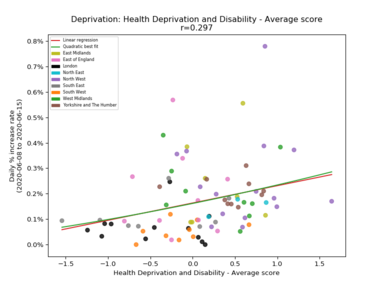 Deprivation: Health Deprivation and Disability - Average score
r=0.297
Daily % increase rate
(2020-06-08 to 2020-06-15)
0.8%
0.7%
0.6%
0.5%
0.4%
0.3%
0.2%
0.1%
0.0%
Linear regression
Quadratic best fit
East Midlands
East of England
London
North East
North West
South East
South West
West Midlands
Yorkshire and The Humber
−1.5 −1.0 −0.5 0.0 0.5 1.0 1.5
Health Deprivation and Disability - Average score